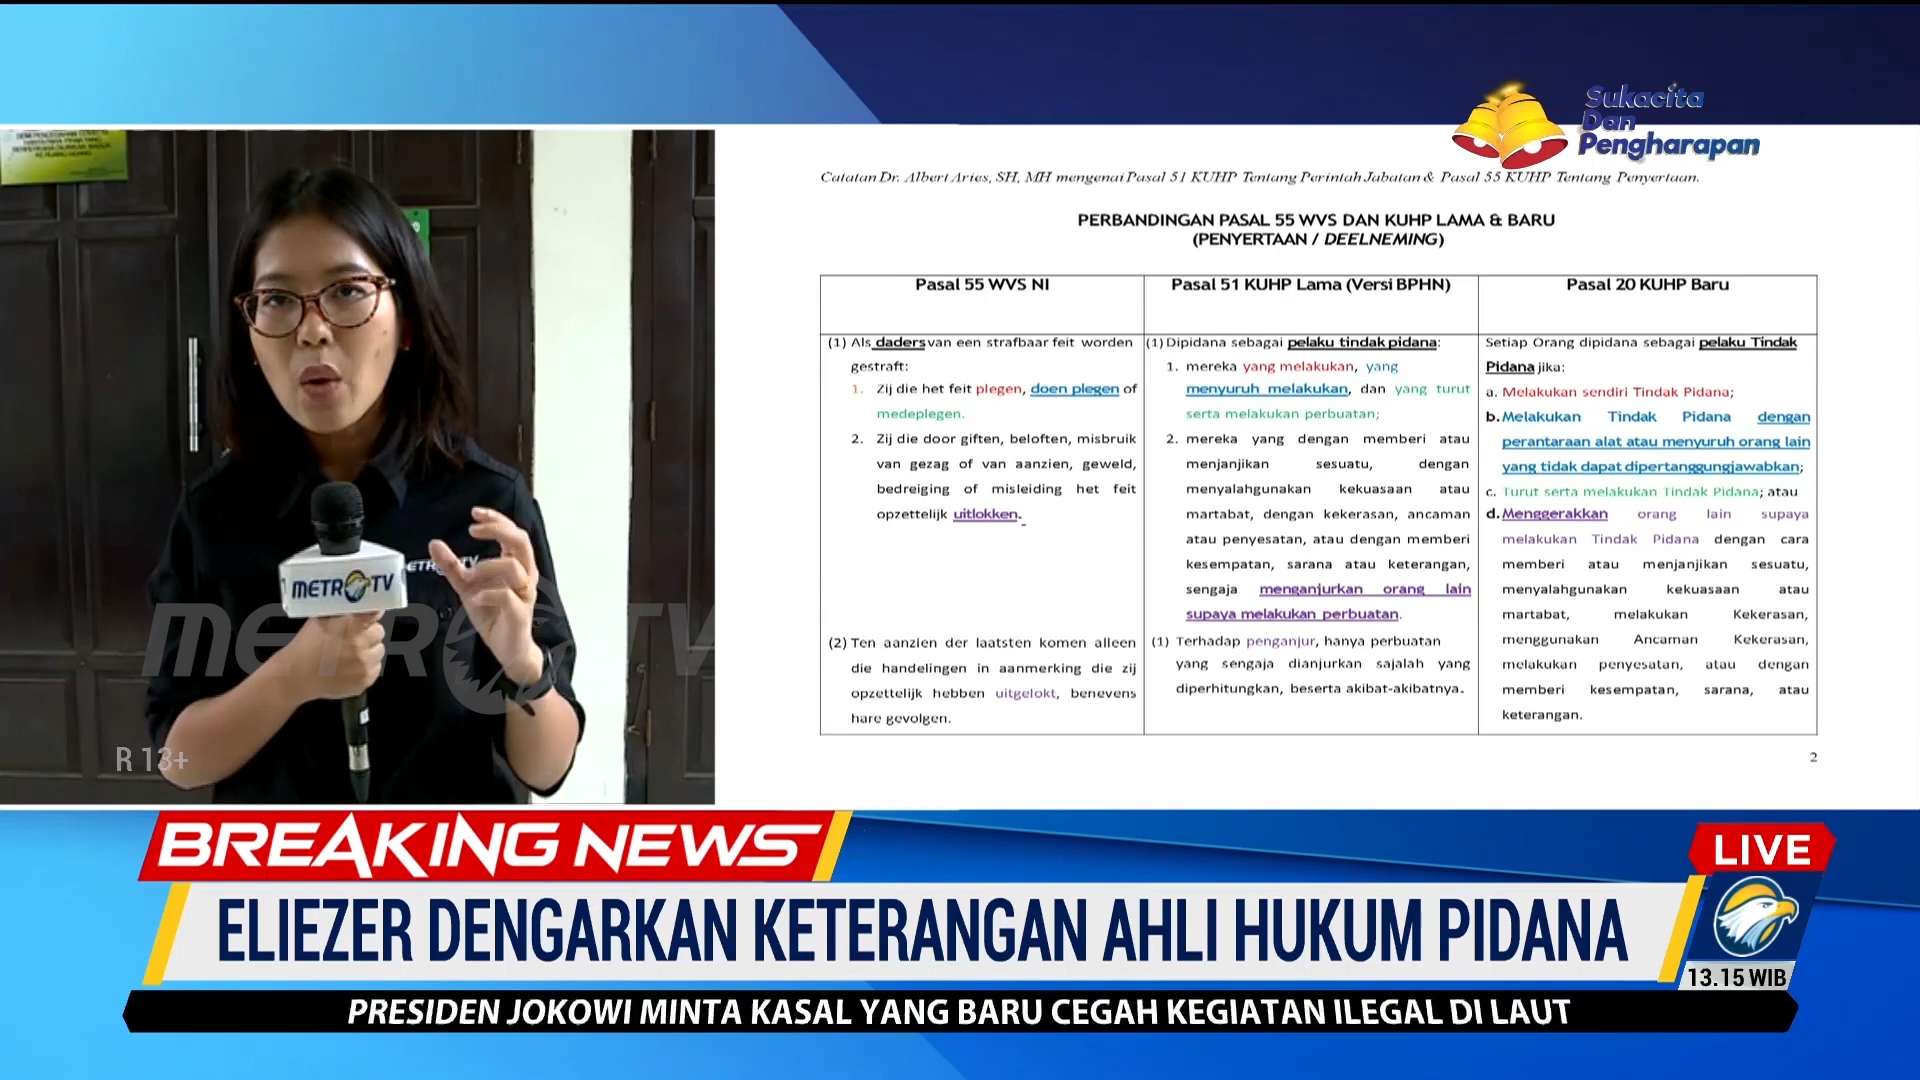 Sukacita
Dan
Pengharapan
Catatan Dr. Albert Aries, SH, MH mengenai Pasal 51 KUHP Tentang Perintah Jabatan & Pasal 55 KUHP Tentang Penyertaan.
PERBANDINGAN PASAL 55 WVS DAN KUHP LAMA & BARU
(PENYERTAAN / DEELNEMING)
Pasal 55 WVS NI
(1) Als daders van een strafbaar feit worden
gestraft:
1. Zij die het feit plegen, doen plegen of
medeplegen.
2. Zij die door giften, beloften, misbruik
van gezag of van aanzien, geweld,
bedreiging of misleiding het feit
opzettelijk uitlokken.
(2) Ten aanzien der laatsten komen alleen
die handelingen in aanmerking die zij
opzettelijk hebben uitgelokt, benevens
hare gevolgen.
Pasal 51 KUHP Lama (Versi BPHN)
(1) Dipidana sebagai pelaku tindak pidana:
1. mereka yang melakukan, yang
menyuruh melakukan, dan yang turut
serta melakukan perbuatan;
2. mereka yang dengan memberi atau
menjanjikan sesuatu, dengan
menyalahgunakan kekuasaan atau
martabat, dengan kekerasan, ancaman
atau penyesatan, atau dengan memberi
kesempatan, sarana atau keterangan,
sengaja menganjurkan orang lain
supaya melakukan perbuatan.
(1) Terhadap penganjur, hanya perbuatan
yang sengaja dianjurkan sajalah yang
diperhitungkan, beserta akibat-akibatnya.
Pasal 20 KUHP Baru
Setiap Orang dipidana sebagai pelaku Tindak
Pidana jika:
a. Melakukan sendiri Tindak Pidana;
b. Melakukan Tindak Pidana dengan
perantaraan alat atau menyuruh orang lain
yang tidak dapat dipertanggungjawabkan;
c. Turut serta melakukan Tindak Pidana; atau
d. Menggerakkan orang lain supaya
melakukan Tindak Pidana dengan cara
memberi atau menjanjikan sesuatu,
menyalahgunakan kekuasaan atau
martabat, melakukan Kekerasan,
menggunakan Ancaman Kekerasan,
melakukan penyesatan, atau dengan
memberi kesempatan, sarana, atau
keterangan.
2
METRO TV
METRO TV
METRO TV
R 13+
BREAKING NEWS
LIVE
ELIEZER DENGARKAN KETERANGAN AHLI HUKUM PIDANA
13.15 WIB
PRESIDEN JOKOWI MINTA KASAL YANG BARU CEGAH KEGIATAN ILEGAL DI LAUT